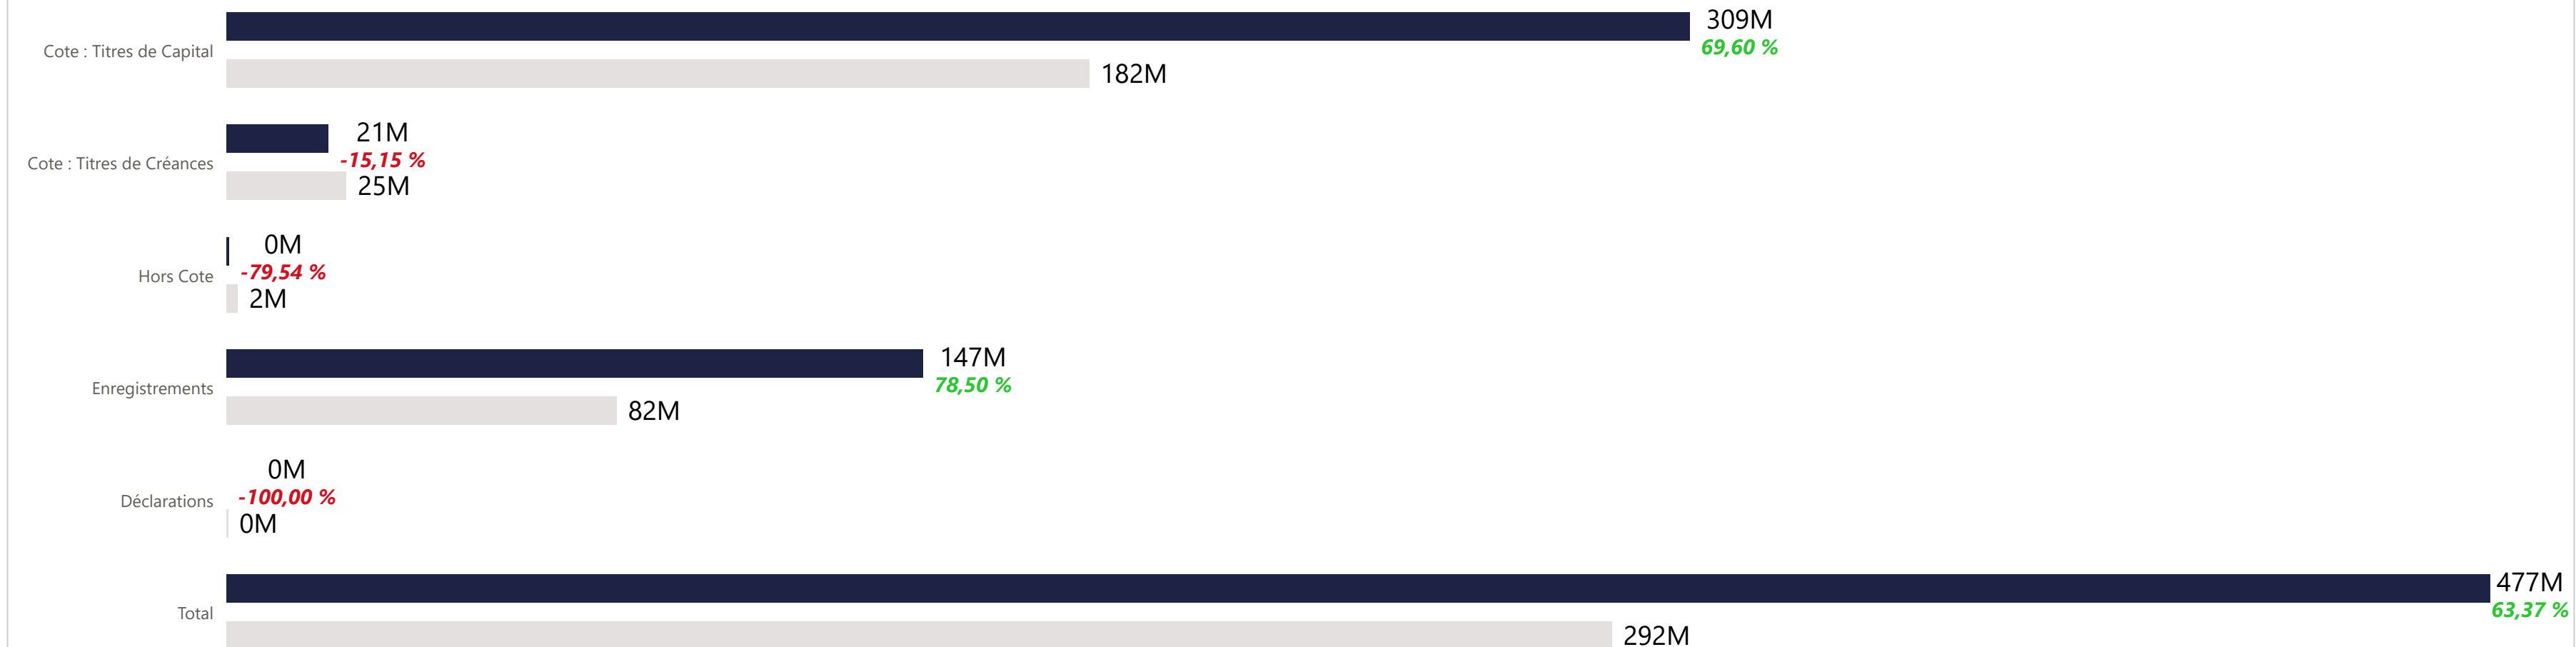 309M
69,60 %
Cote : Titres de Capital
182M
21M
-15,15 %
Cote : Titres de Créances
25M
0M
-79,54 %
Hors Cote
2M
147M
78,50 %
Enregistrements
82M
0M
-100,00 %
Déclarations
0M
477M
63,37 %
Total
292M